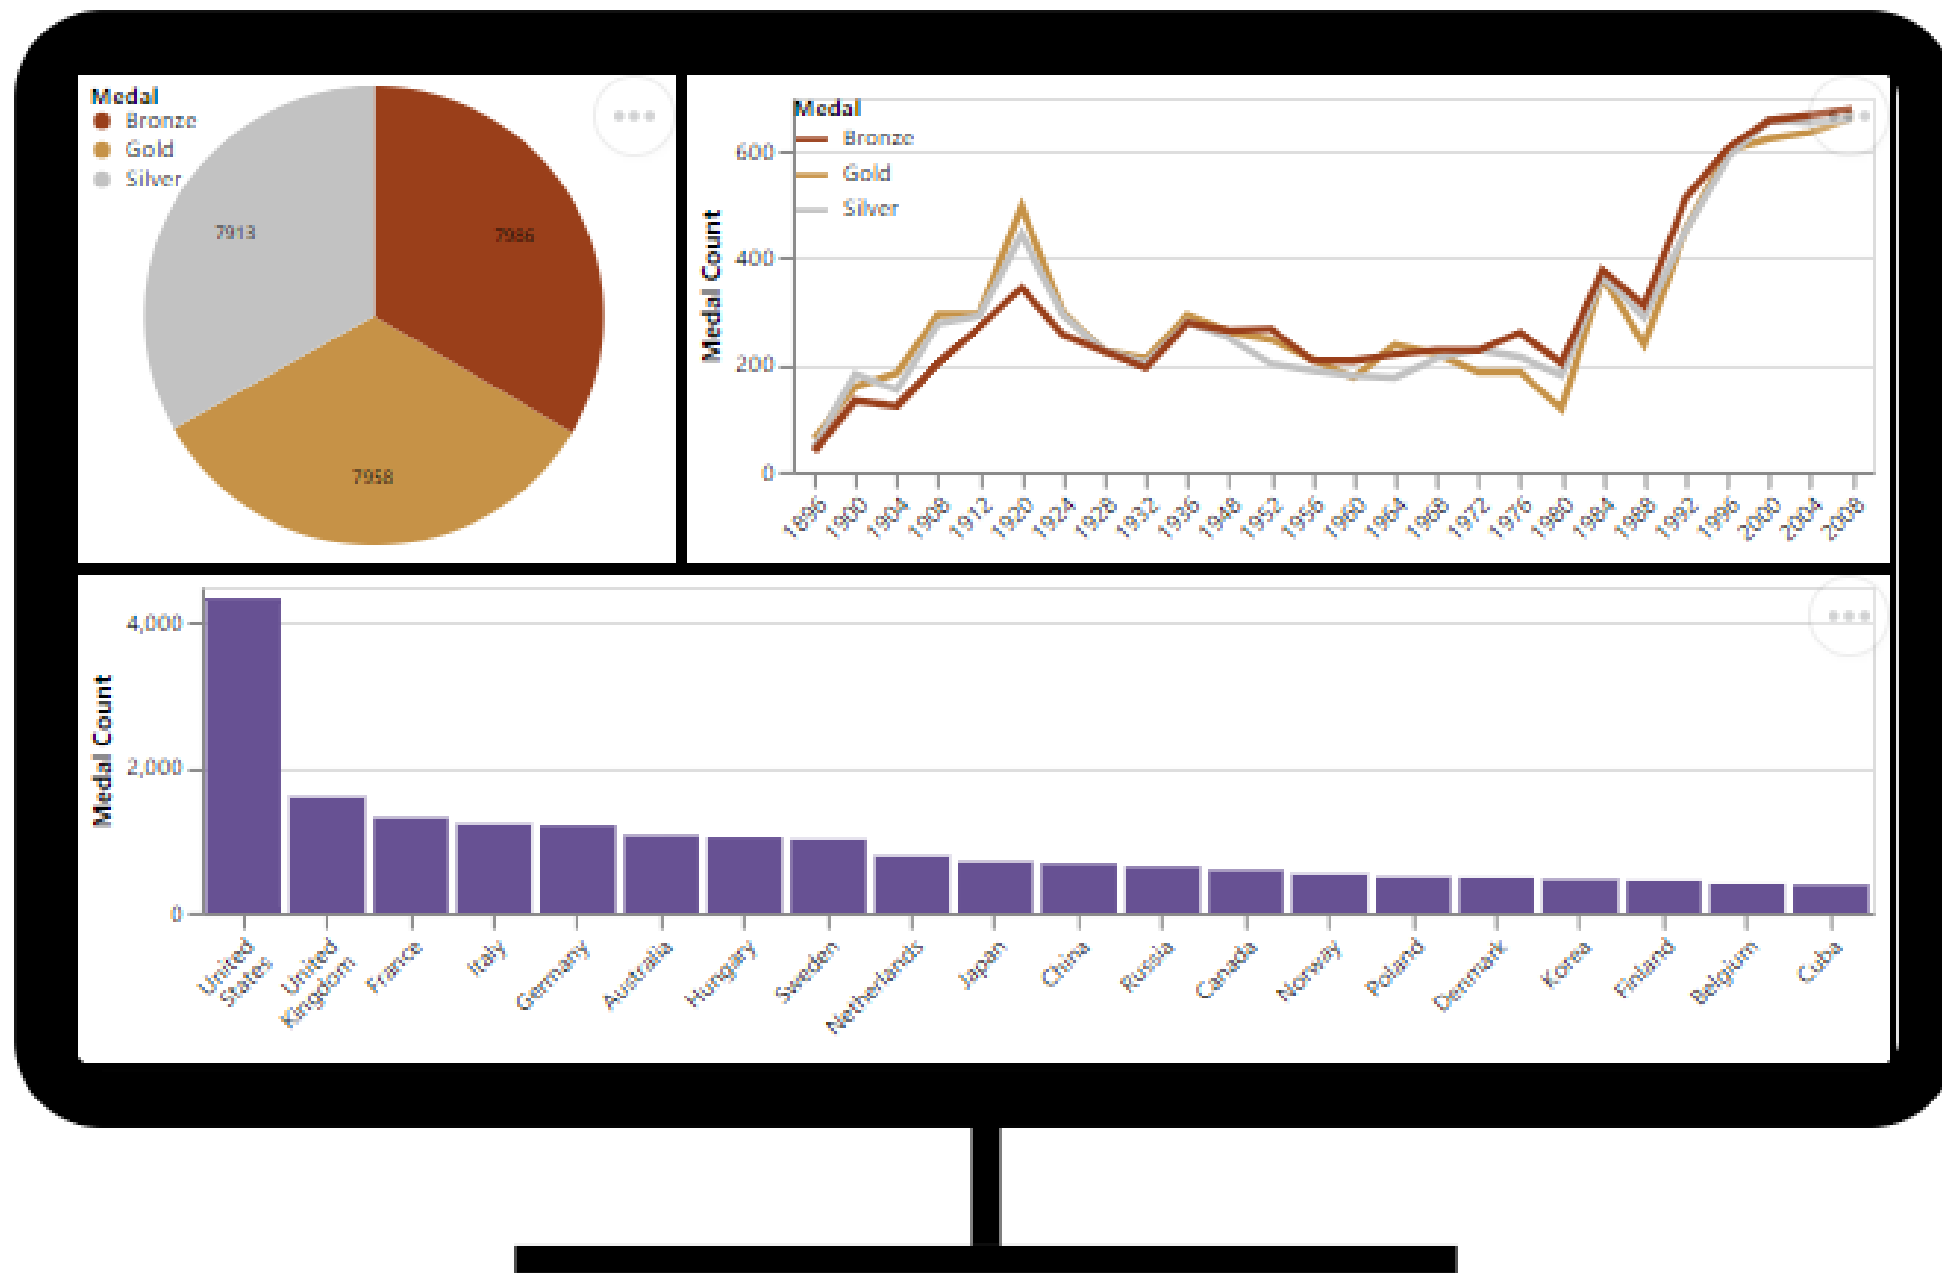 Medal
Bronze
Gold
Silver
7913
7986
7958
Medal
Bronze
Gold
Silver
Medal Count
600
400
200
0
1896
1900
1904
1908
1912
1920
1924
1928
1932
1936
1948
1952
1956
1960
1964
1968
1972
1976
1980
1984
1988
1992
1996
2000
2004
2008
Medal Count
4,000
2,000
0
United
States
United
Kingdom
France
Italy
Germany
Australia
Hungary
Sweden
Netherlands
Japan
China
Russia
Canada
Norway
Poland
Denmark
Korea
Finland
Belgium
Cuba